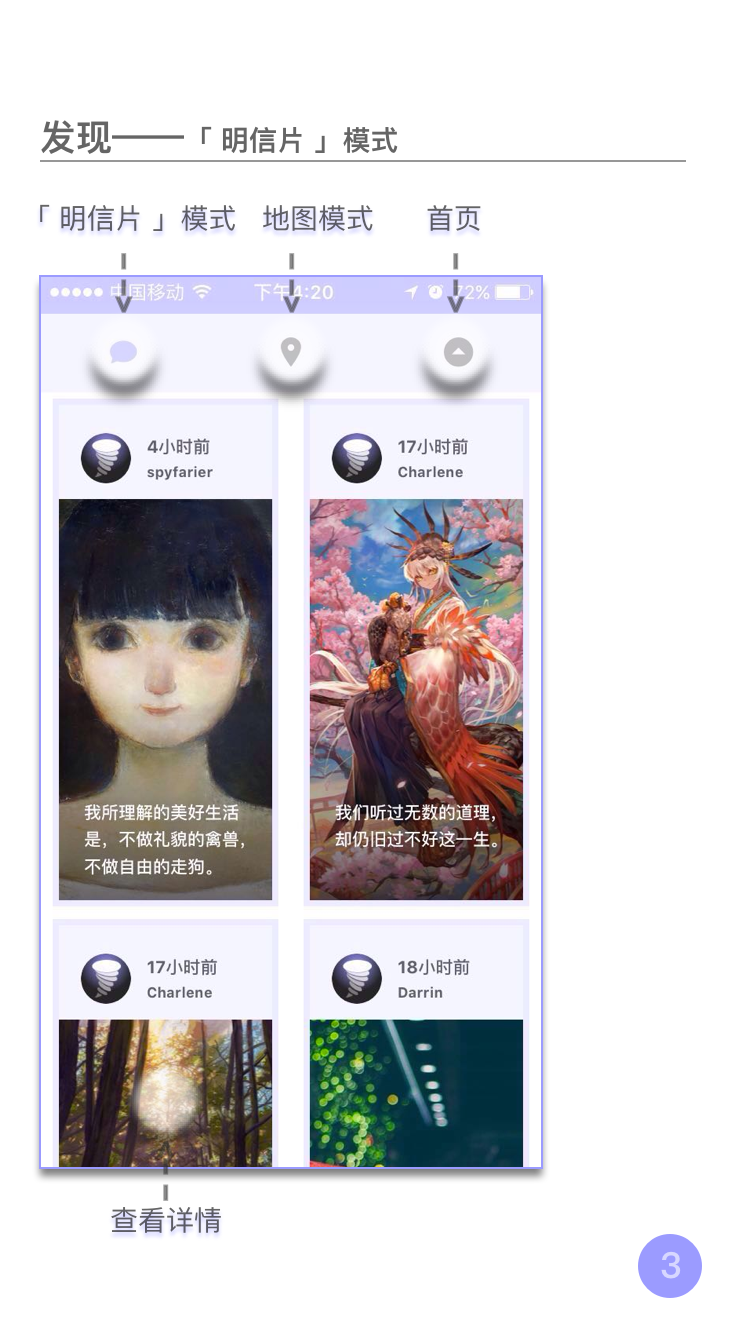 发现——「 明信片 」模式
「 明信片 」模式 地图模式 首页
中国移动 下午4:20 72%
4小时前
spyfarier
17小时前
Charlene
我所理解的美好生活
是，不做礼貌的禽兽，
不做自由的走狗。
我们听过无数的道理，
却仍旧过不好这一生。
17小时前
Charlene
18小时前
Darrin
查看详情
3